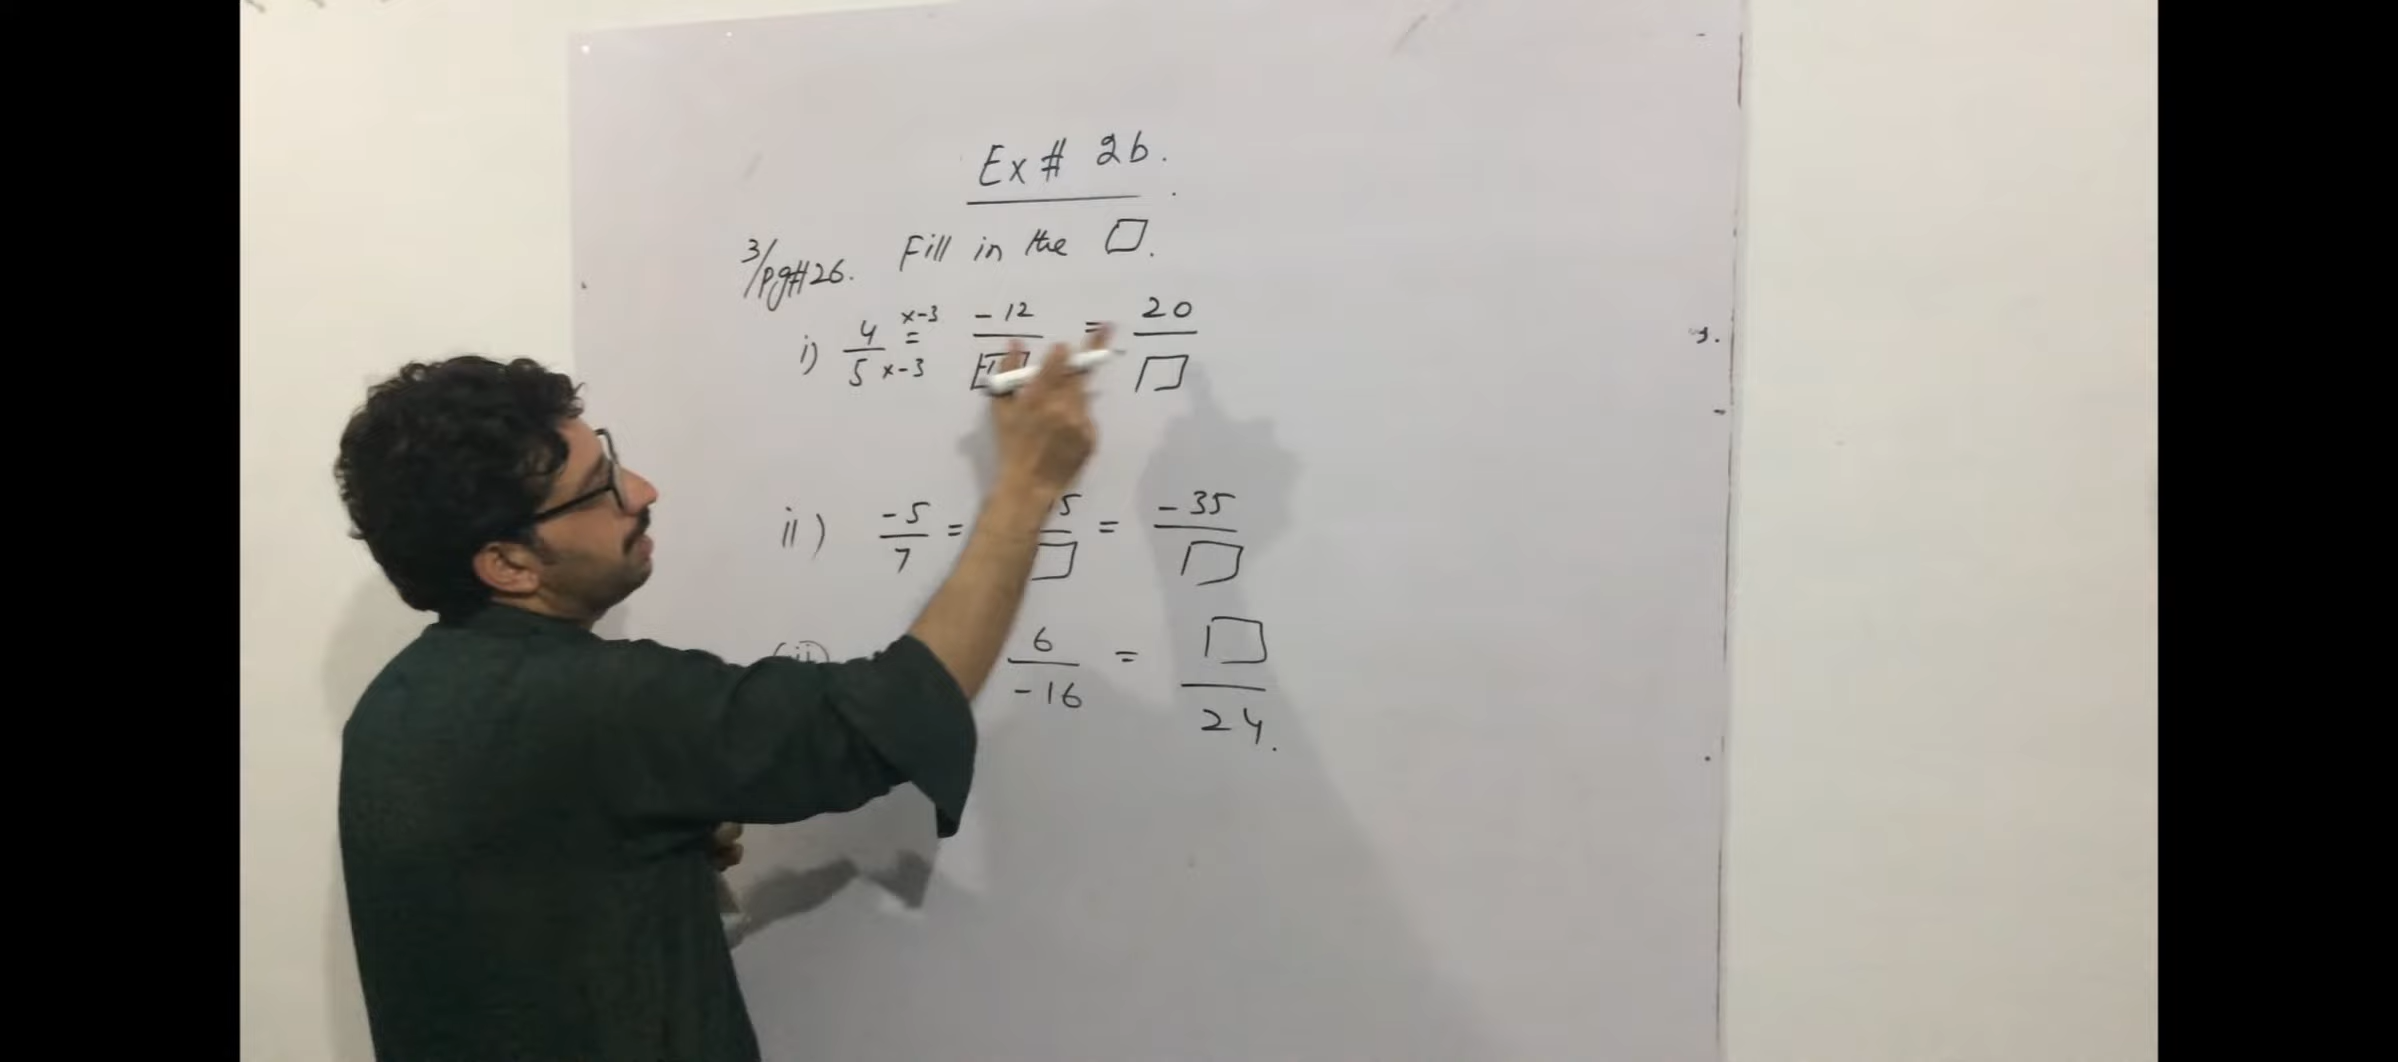 Ex # 2b.
3/pg#26. Fill in the □.
i) 4/5 ×-3 = ×-3 -12/□ = 20/□
ii) -5/7 = 5/□ = -35/□
6/-16 = □/24.